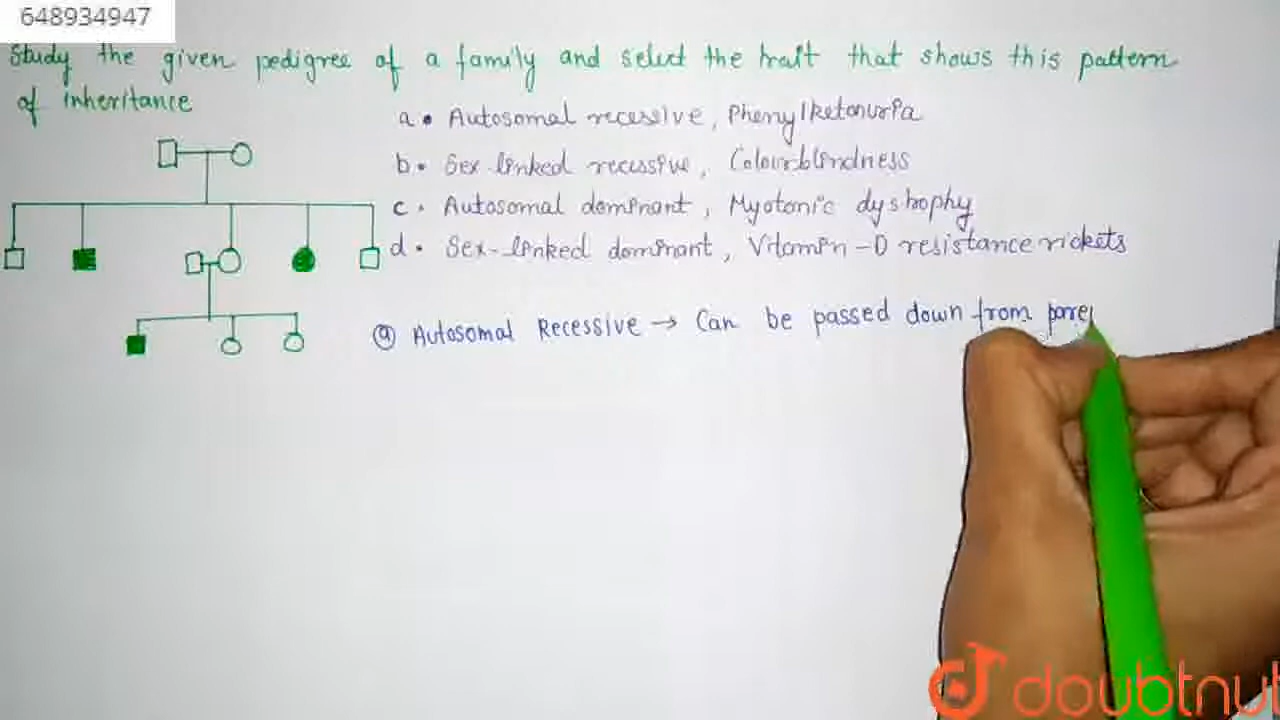 648934947
Study the given pedigree of a family and select the trait that shows this pattern
of inheritance
a. Autosomal recessive, Phenylketonuria
b. Sex linked recessive, Colourblindness
c. Autosomal dominant, Myotonic dystrophy
d. Sex-linked dominant, Vitamin-D resistance rickets
a Autosomal Recessive → Can be passed down from pare
doubtnut